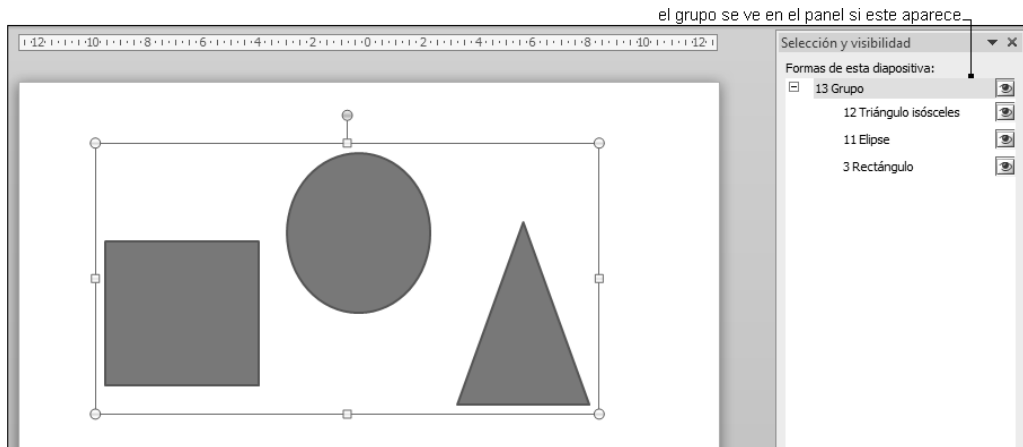 el grupo se ve en el panel si este aparece
·12· ı · ı ·10· ı · ı · 8 · ı · ı · 6 · ı · ı · 4 · ı · ı · 2 · ı · ı · 0 · ı · ı · 2 · ı · ı · 4 · ı · ı · 6 · ı · ı · 8 · ı · ı ·10· ı · ı ·12·
Selección y visibilidad
Formas de esta diapositiva:
13 Grupo
12 Triángulo isósceles
11 Elipse
3 Rectángulo